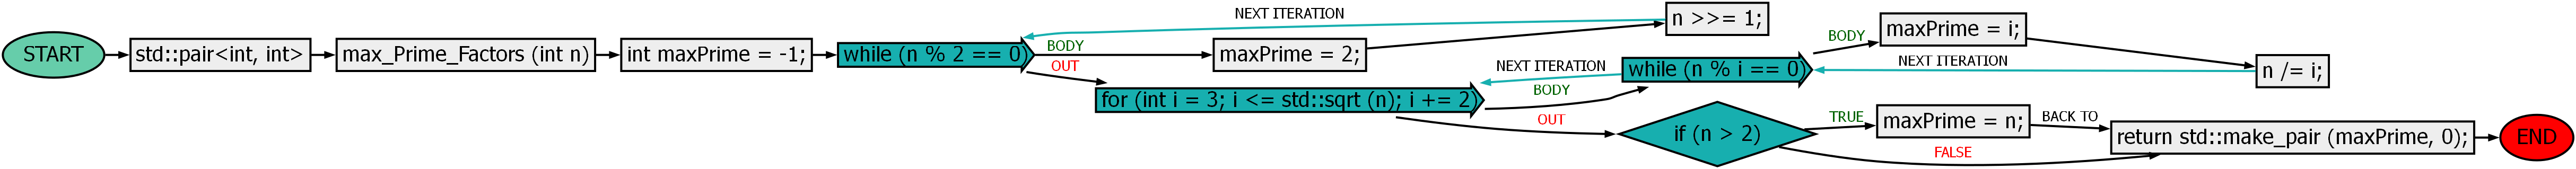 START
std::pair<int, int>
max_Prime_Factors (int n)
int maxPrime = -1;
while (n % 2 == 0)
BODY
OUT
NEXT ITERATION
maxPrime = 2;
n >>= 1;
for (int i = 3; i <= std::sqrt (n); i += 2)
NEXT ITERATION
BODY
OUT
while (n % i == 0)
BODY
maxPrime = i;
NEXT ITERATION
n /= i;
if (n > 2)
TRUE
FALSE
maxPrime = n;
BACK TO
return std::make_pair (maxPrime, 0);
END